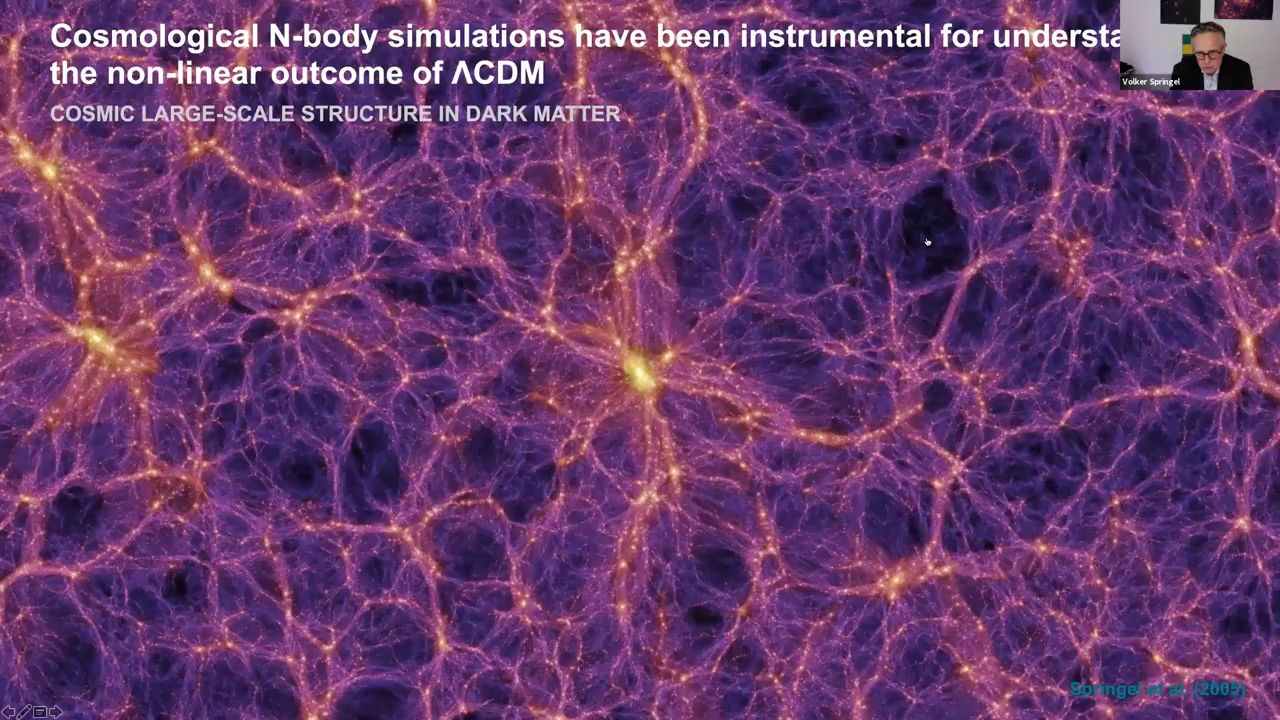 Cosmological N-body simulations have been instrumental for understa
the non-linear outcome of ΛCDM
COSMIC LARGE-SCALE STRUCTURE IN DARK MATTER
Volker Springel
Springel et al. (2005)